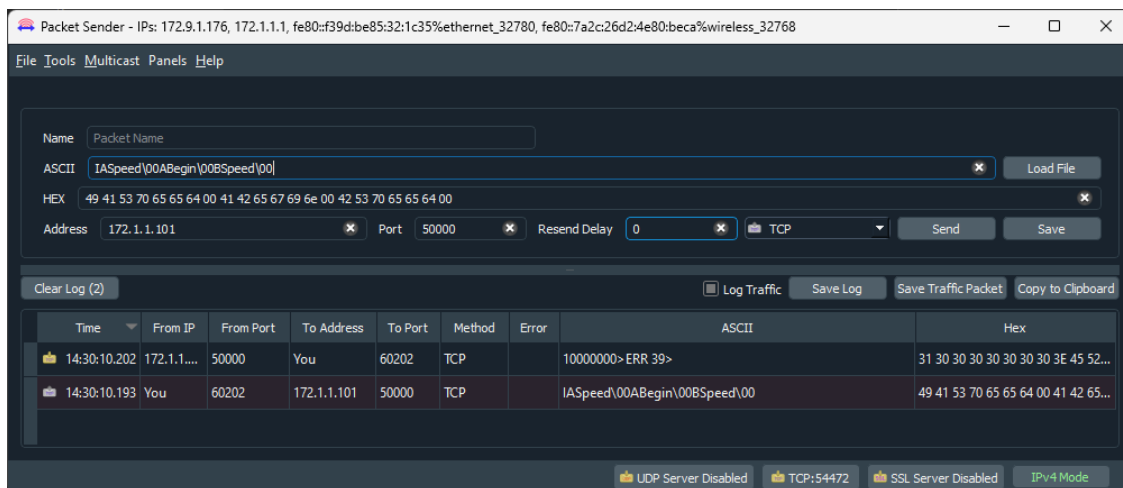 Packet Sender - IPs: 172.9.1.176, 172.1.1.1, fe80::f39d:be85:32:1c35%ethernet_32780, fe80::7a2c:26d2:4e80:beca%wireless_32768
File Tools Multicast Panels Help
Name Packet Name
ASCII IASpeed\00ABegin\00BSpeed\00 Load File
HEX 49 41 53 70 65 65 64 00 41 42 65 67 69 6e 00 42 53 70 65 65 64 00
Address 172.1.1.101 Port 50000 Resend Delay 0 TCP Send Save
Clear Log (2) Log Traffic Save Log Save Traffic Packet Copy to Clipboard
Time From IP From Port To Address To Port Method Error ASCII Hex
14:30:10.202 172.1.1.... 50000 You 60202 TCP 10000000>ERR 39> 31 30 30 30 30 30 30 30 3E 45 52...
14:30:10.193 You 60202 172.1.1.101 50000 TCP IASpeed\00ABegin\00BSpeed\00 49 41 53 70 65 65 64 00 41 42 65...
UDP Server Disabled TCP:54472 SSL Server Disabled IPv4 Mode